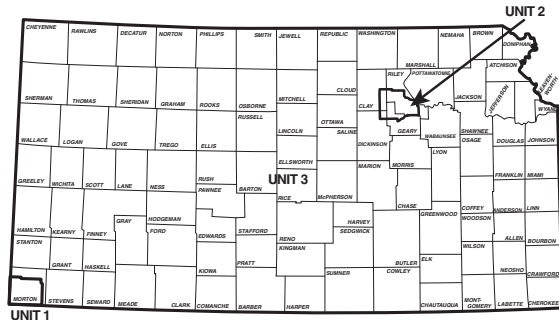 UNIT 2
CHEYENNE
RAWLINS
DECATUR
NORTON
PHILLIPS
SMITH
JEWELL
REPUBLIC
WASHINGTON
MARSHALL
NEMAHA
BROWN
DONIPHAN
SHERMAN
THOMAS
SHERIDAN
GRAHAM
ROOKS
OSBORNE
MITCHELL
CLOUD
CLAY
RILEY
POTTAWATOMIE
JACKSON
ATCHISON
JEFFERSON
LEAVEN-
WORTH
WYAN.
RUSSELL
LINCOLN
OTTAWA
SALINE
DICKINSON
GEARY
WABAUNSEE
SHAWNEE
OSAGE
DOUGLAS
JOHNSON
WALLACE
LOGAN
GOVE
TREGO
ELLIS
ELLSWORTH
MARION
MORRIS
LYON
FRANKLIN
MIAMI
GREELEY
WICHITA
SCOTT
LANE
NESS
RUSH
PAWNEE
BARTON
UNIT 3
RICE
McPHERSON
CHASE
COFFEY
ANDERSON
LINN
HAMILTON
KEARNY
FINNEY
GRAY
HODGEMAN
FORD
EDWARDS
STAFFORD
RENO
HARVEY
SEDGWICK
GREENWOOD
WOODSON
ALLEN
BOURBON
STANTON
GRANT
HASKELL
KIOWA
PRATT
KINGMAN
BUTLER
ELK
WILSON
NEOSHO
CRAWFORD
MORTON
STEVENS
SEWARD
MEADE
CLARK
COMANCHE
BARBER
HARPER
SUMNER
COWLEY
CHAUTAUQUA
MONT-
GOMERY
LABETTE
CHEROKEE
UNIT 1